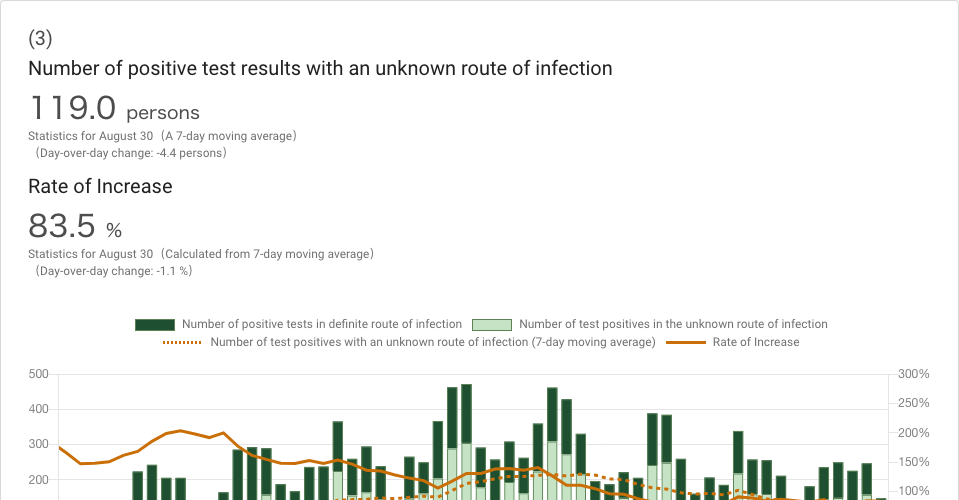 (3)
Number of positive test results with an unknown route of infection
119.0 persons
Statistics for August 30（A 7-day moving average）
（Day-over-day change: -4.4 persons）
Rate of Increase
83.5 %
Statistics for August 30（Calculated from 7-day moving average）
（Day-over-day change: -1.1 %）
Number of positive tests in definite route of infection Number of test positives in the unknown route of infection
Number of test positives with an unknown route of infection (7-day moving average) Rate of Increase
500 300%
400 250%
300 200%
200 150%
100%